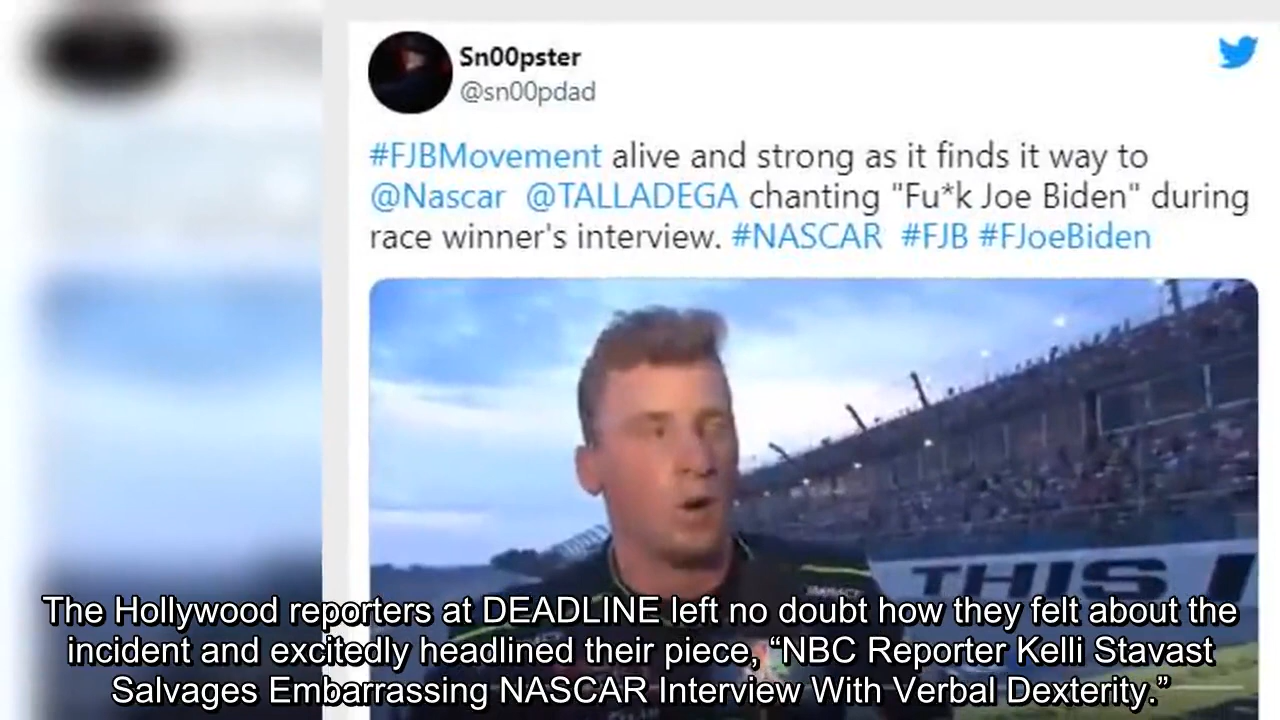 Sn00pster
@sn00pdad
#FJBMovement alive and strong as it finds it way to
@Nascar @TALLADEGA chanting "Fu*k Joe Biden" during
race winner's interview. #NASCAR #FJB #FJoeBiden
THIS
The Hollywood reporters at DEADLINE left no doubt how they felt about the
incident and excitedly headlined their piece, “NBC Reporter Kelli Stavast
Salvages Embarrassing NASCAR Interview With Verbal Dexterity.”